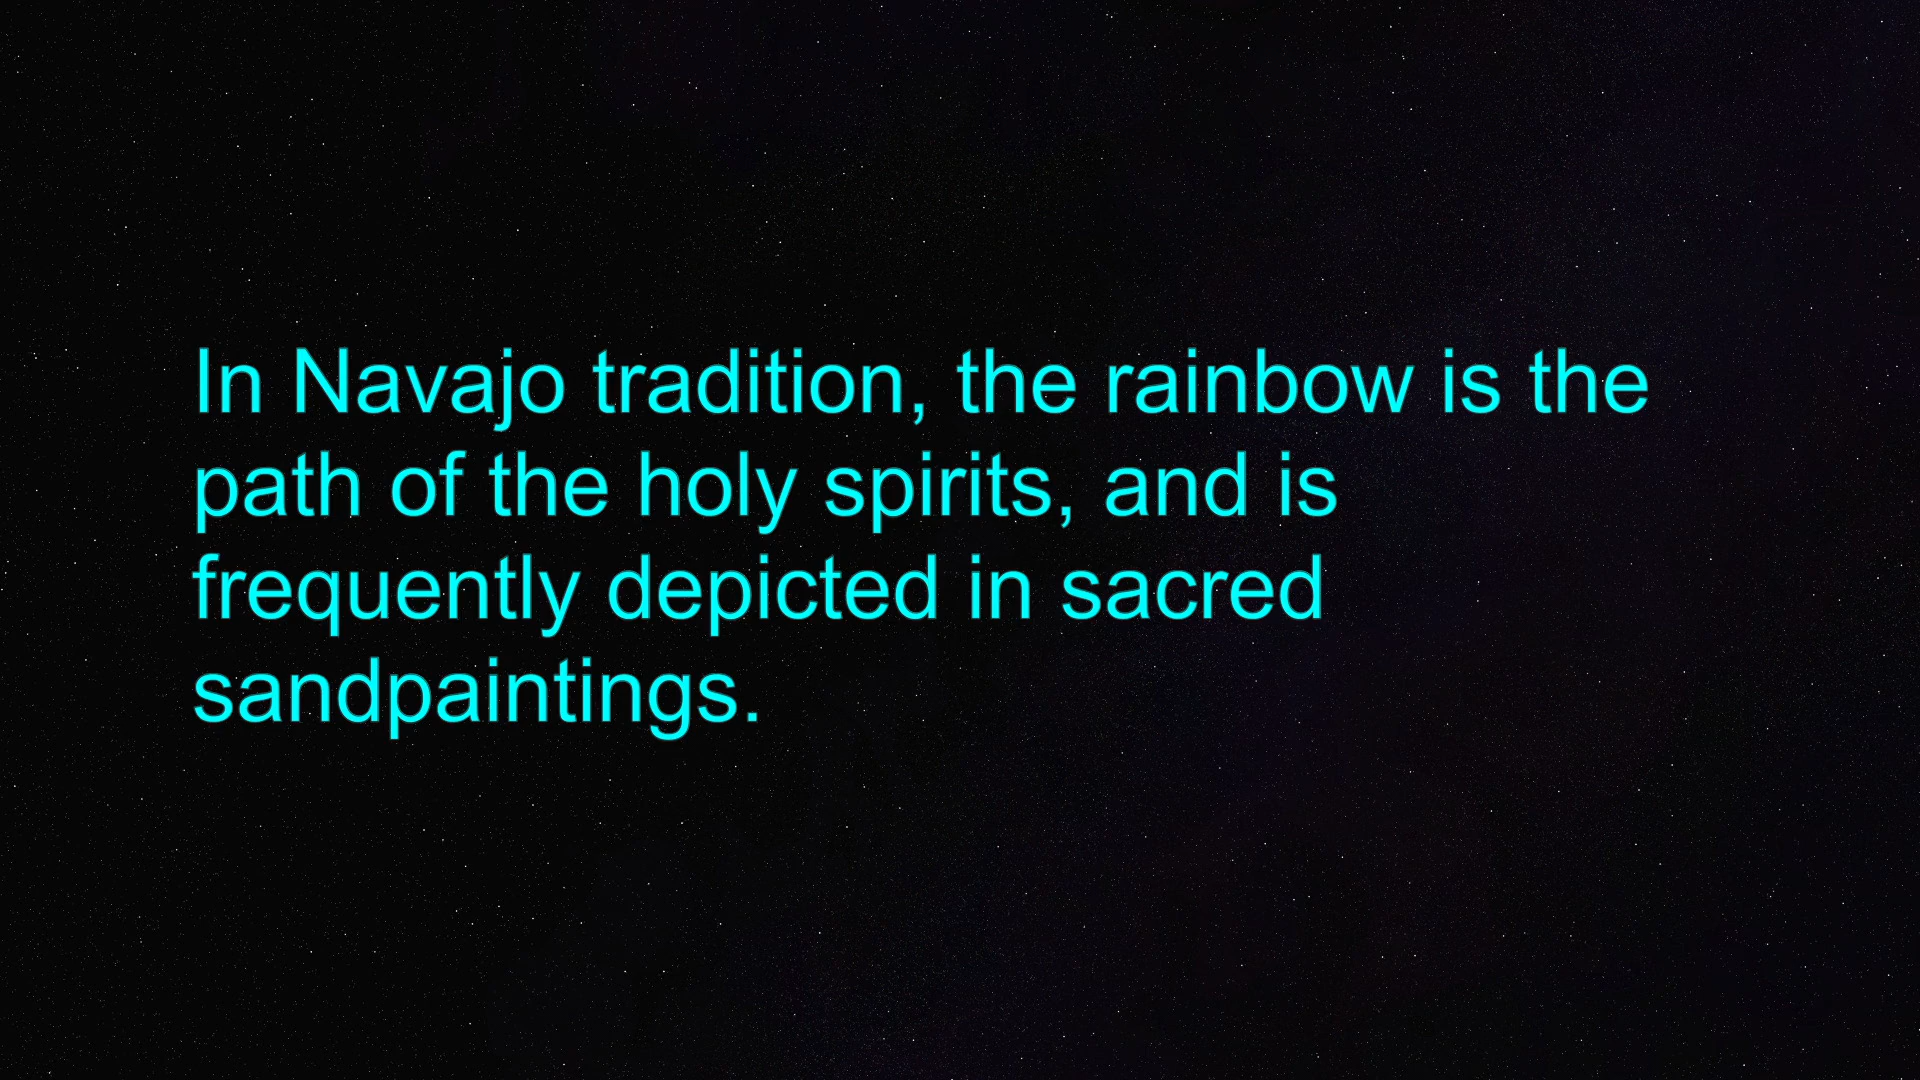 In Navajo tradition, the rainbow is the
path of the holy spirits, and is
frequently depicted in sacred
sandpaintings.